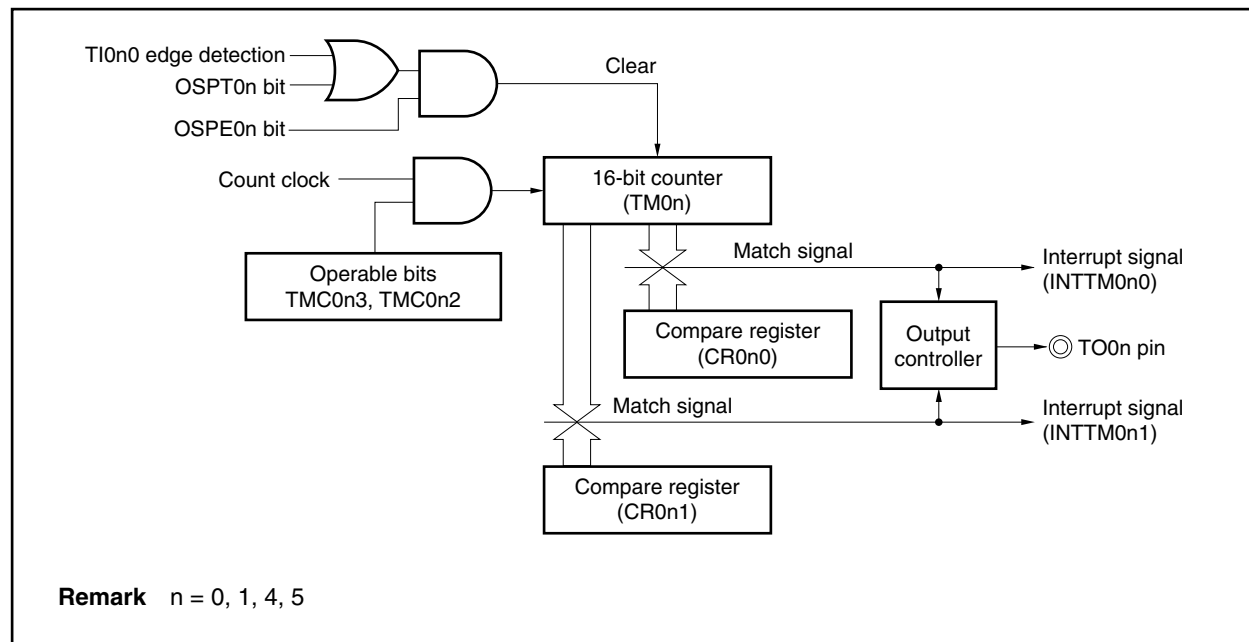 TI0n0 edge detection
OSPT0n bit
OSPE0n bit
Clear
Count clock
16-bit counter
(TM0n)
Operable bits
TMC0n3, TMC0n2
Match signal
Interrupt signal
(INTTM0n0)
Compare register
(CR0n0)
Output
controller
TO0n pin
Match signal
Interrupt signal
(INTTM0n1)
Compare register
(CR0n1)
Remark n = 0, 1, 4, 5